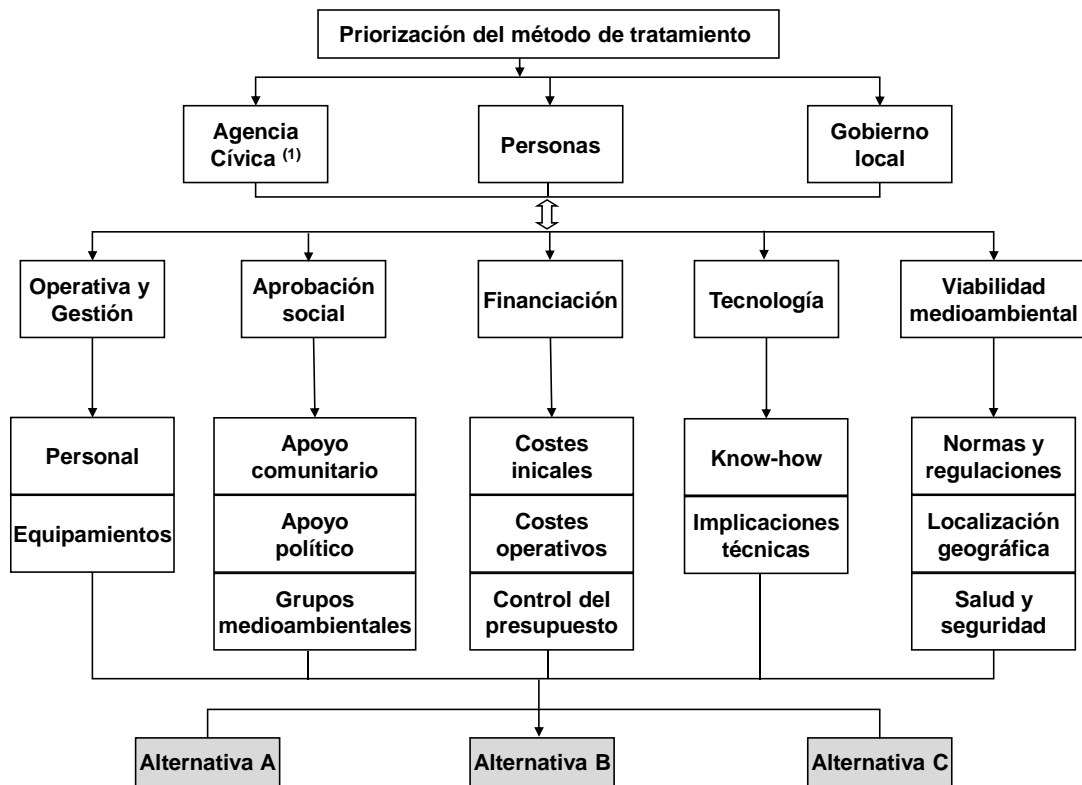 Priorización del método de tratamiento
Agencia
Cívica (1)
Personas
Gobierno
local
Operativa y
Gestión
Aprobación
social
Financiación
Tecnología
Viabilidad
medioambiental
Personal
Equipamientos
Apoyo
comunitario
Apoyo
político
Grupos
medioambientales
Costes
inicales
Costes
operativos
Control del
presupuesto
Know-how
Implicaciones
técnicas
Normas y
regulaciones
Localización
geográfica
Salud y
seguridad
Alternativa A
Alternativa B
Alternativa C